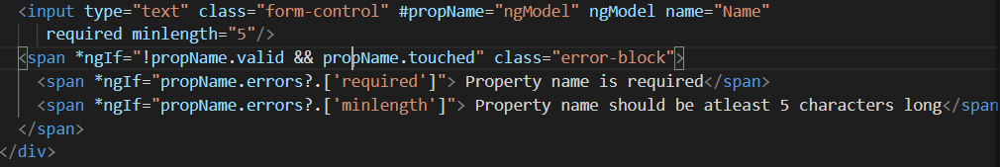 <input type="text" class="form-control" #propName="ngModel" ngModel name="Name"
required minlength="5"/>
<span *ngIf="!propName.valid && propName.touched" class="error-block">
<span *ngIf="propName.errors?.['required']"> Property name is required</span>
<span *ngIf="propName.errors?.['minlength']"> Property name should be atleast 5 characters long</span
</span>
</div>